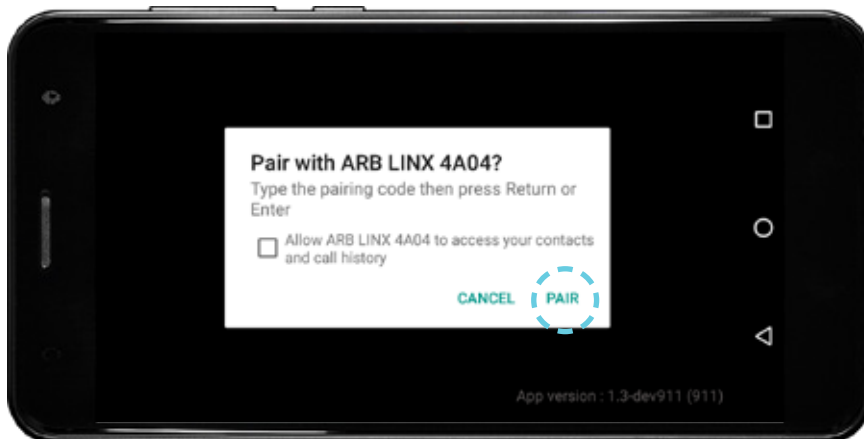 Pair with ARB LINX 4A04?
Type the pairing code then press Return or
Enter
Allow ARB LINX 4A04 to access your contacts
and call history
CANCEL PAIR
App version : 1.3-dev911 (911)